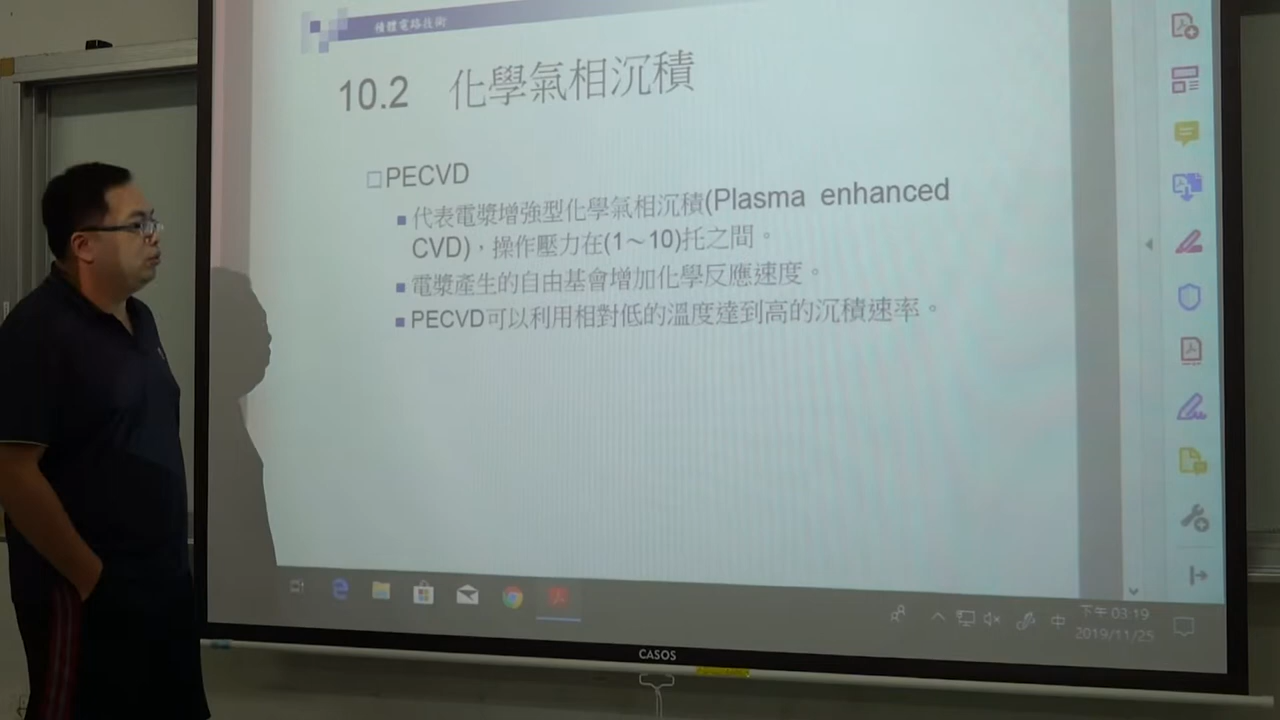 積體電路技術
10.2 化學氣相沉積
PECVD
代表電漿增強型化學氣相沉積(Plasma enhanced
CVD)，操作壓力在(1～10)托之間。
電漿產生的自由基會增加化學反應速度。
PECVD可以利用相對低的溫度達到高的沉積速率。
中
下午 03:19
2019/11/25
CASOS